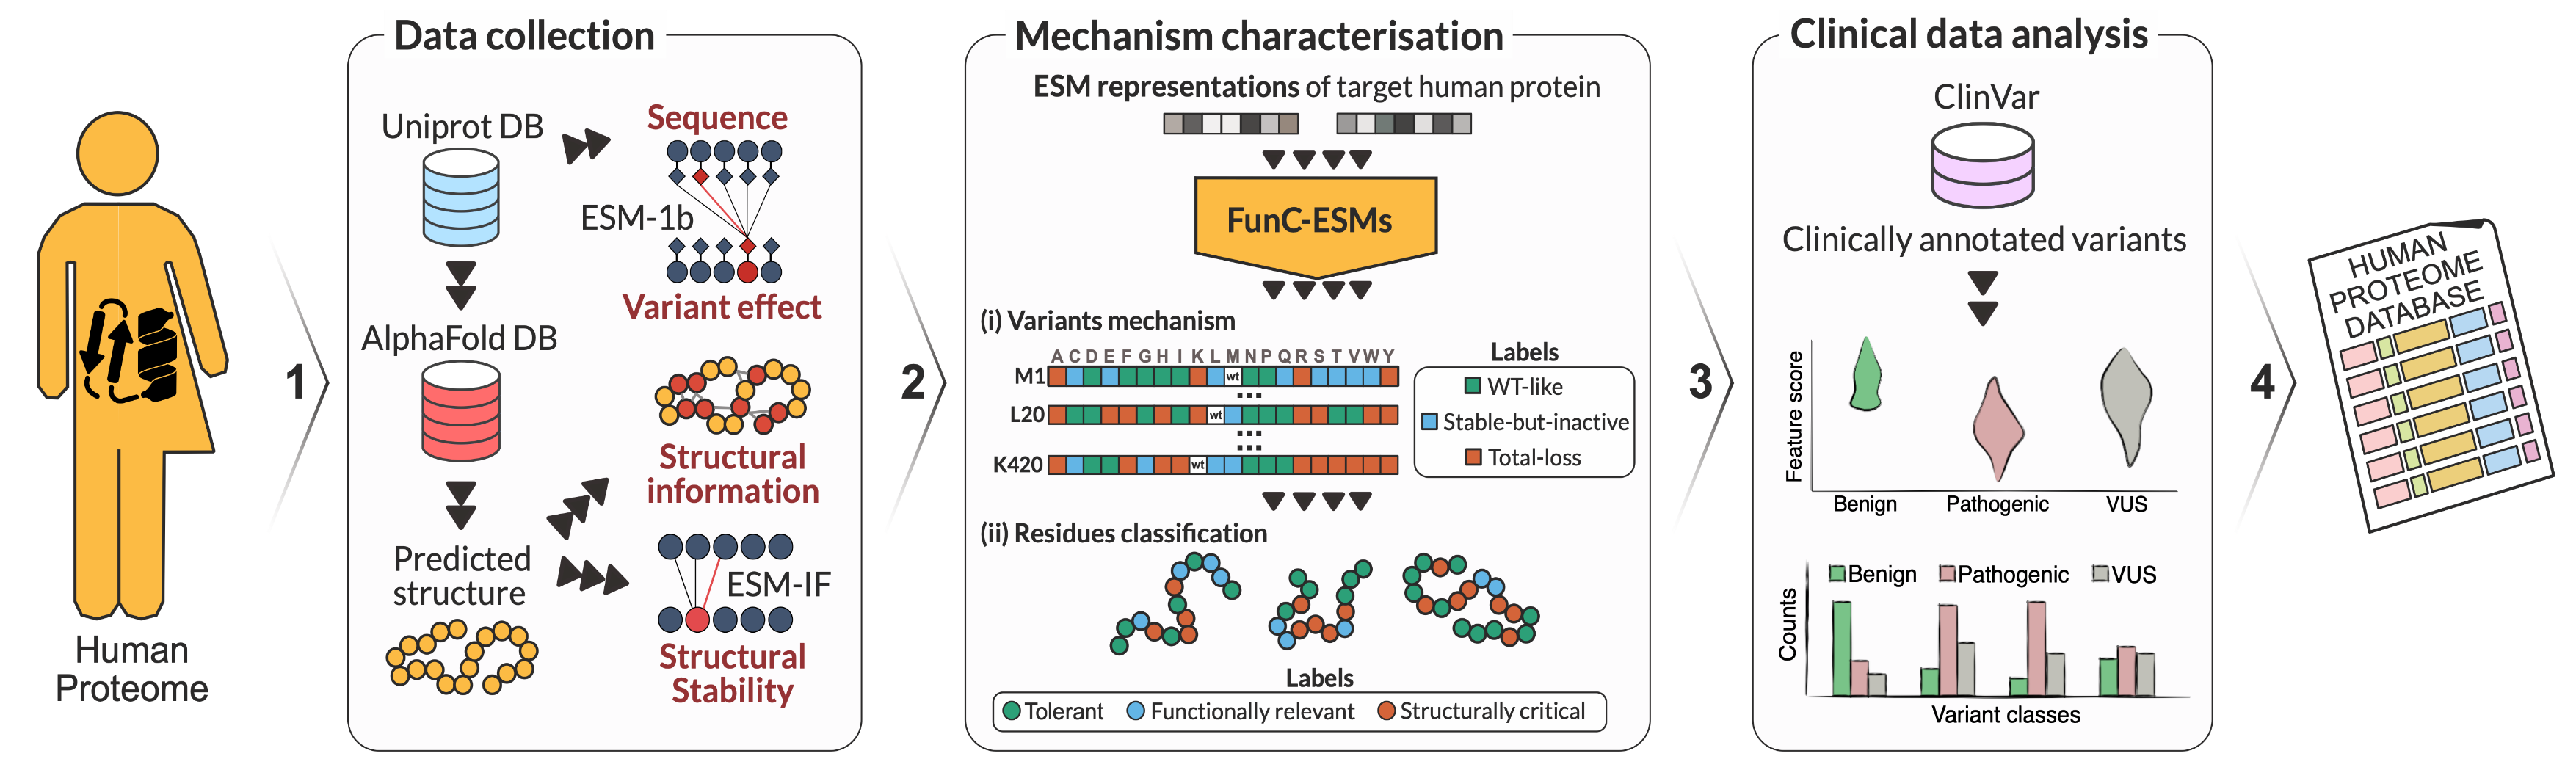 Human
Proteome
1
Data collection
Uniprot DB
Sequence
ESM-1b
Variant effect
AlphaFold DB
Structural
information
Predicted
structure
ESM-IF
Structural
Stability
2
Mechanism characterisation
ESM representations of target human protein
FunC-ESMs
(i) Variants mechanism
A C D E F G H I K L M N P Q R S T V W Y
M1 wt
...
L20 wt
...
...
K420 wt
Labels
WT-like
Stable-but-inactive
Total-loss
(ii) Residues classification
Labels
Tolerant Functionally relevant Structurally critical
3
Clinical data analysis
ClinVar
Clinically annotated variants
Feature score
Benign Pathogenic VUS
Benign Pathogenic VUS
Counts
Variant classes
4
HUMAN
PROTEOME
DATABASE